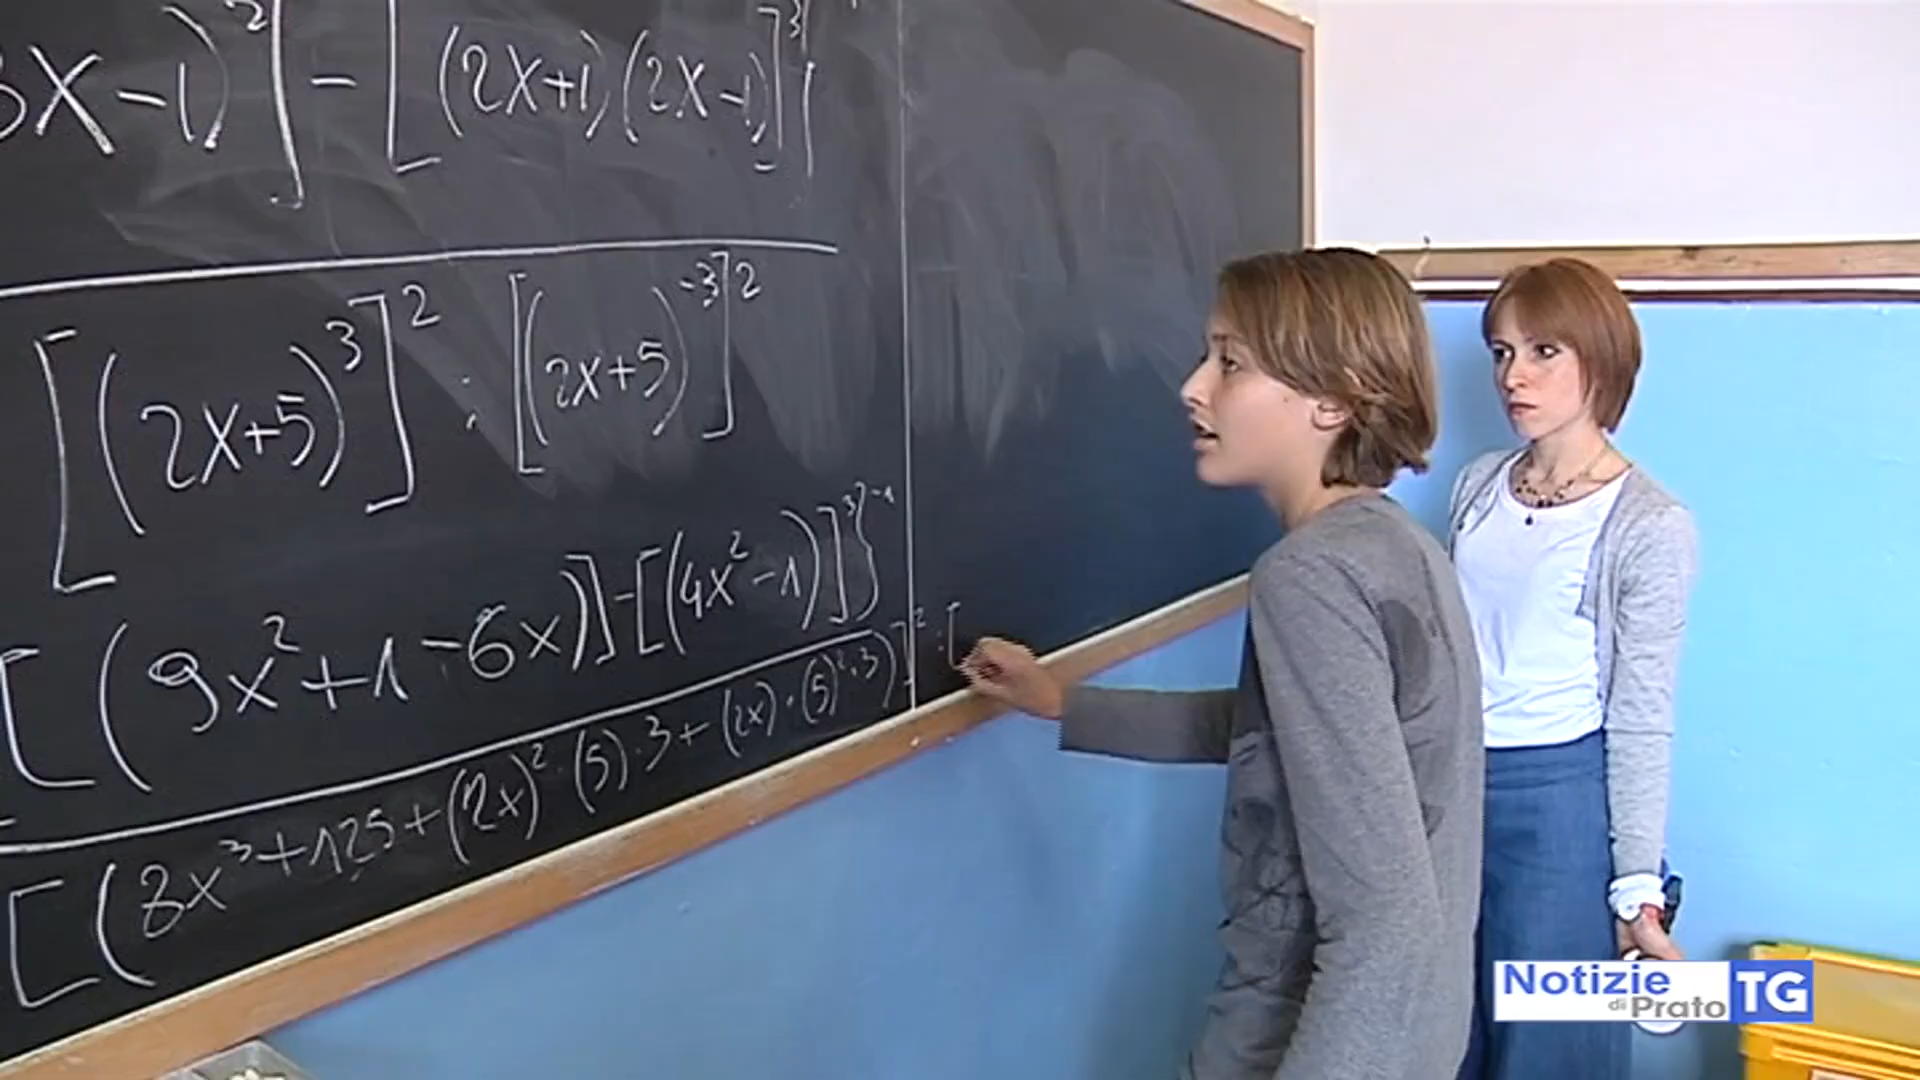 3X-1)²] - [(2X+1)(2X-1)]³}
[(2X+5)³]² : [(2X+5)⁻³]²
[(9x²+1-6x)]-[(4x²-1)]³}⁻¹
[(8x³+125+(2x)²·(5)·3+(2x)·(5)²·3)]² : [
Notizie
di Prato
TG